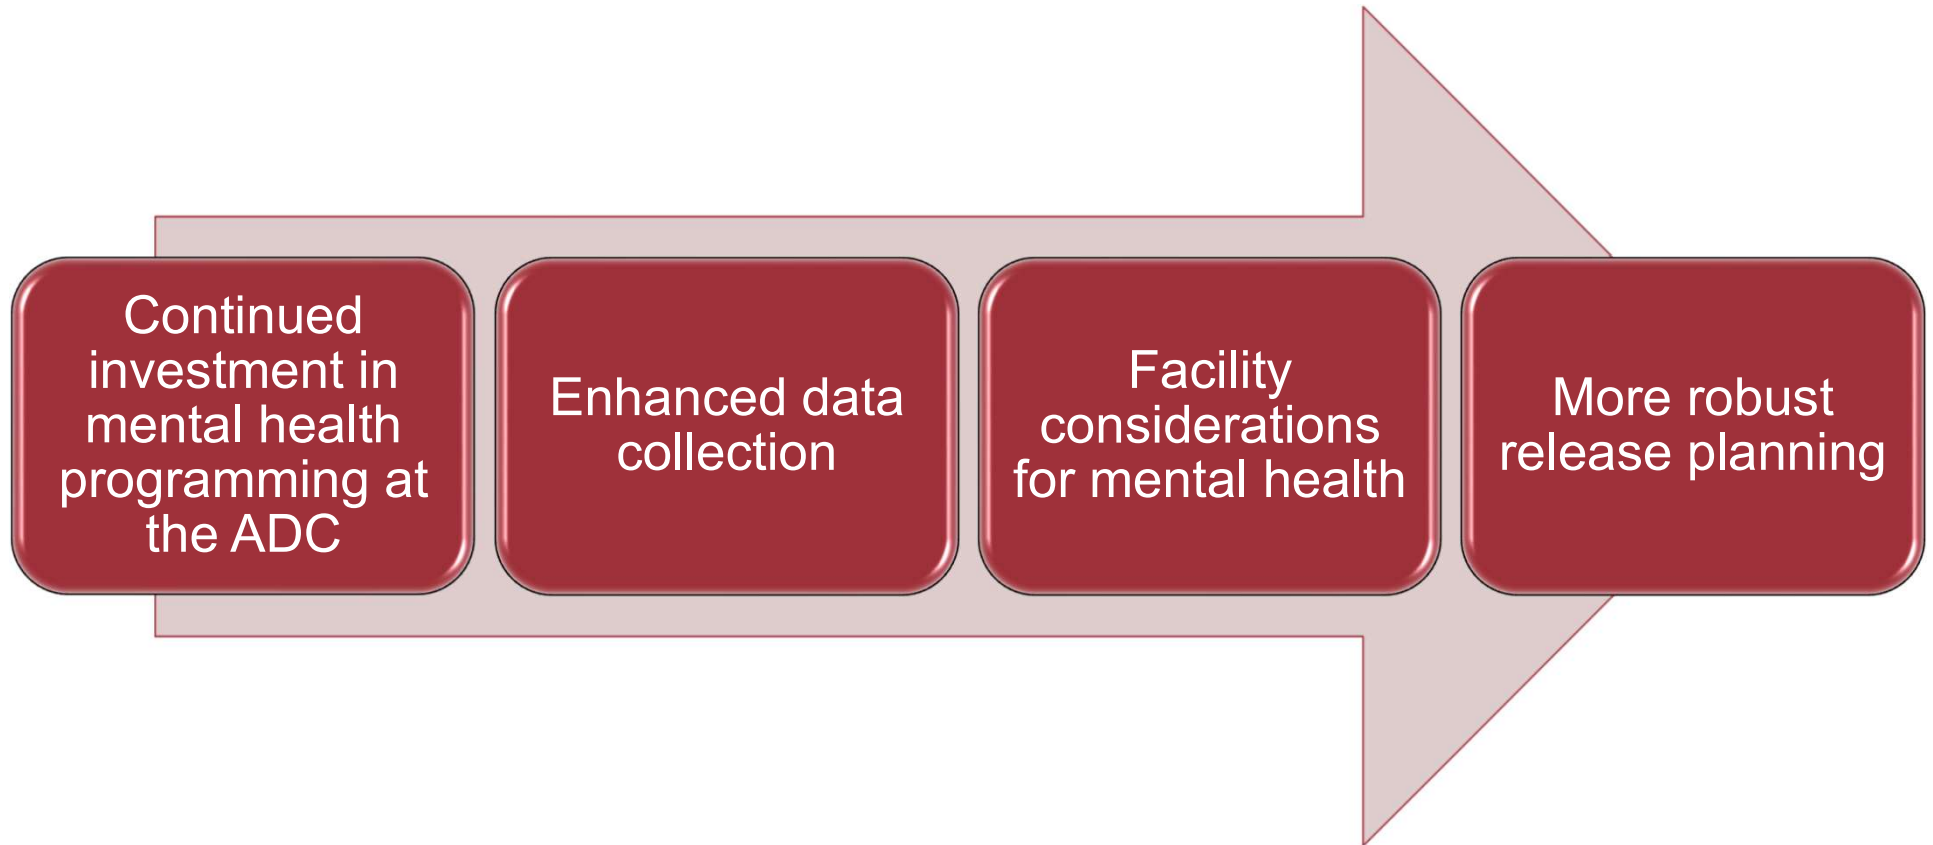 Continued
investment in
mental health
programming at
the ADC
Enhanced data
collection
Facility
considerations
for mental health
More robust
release planning